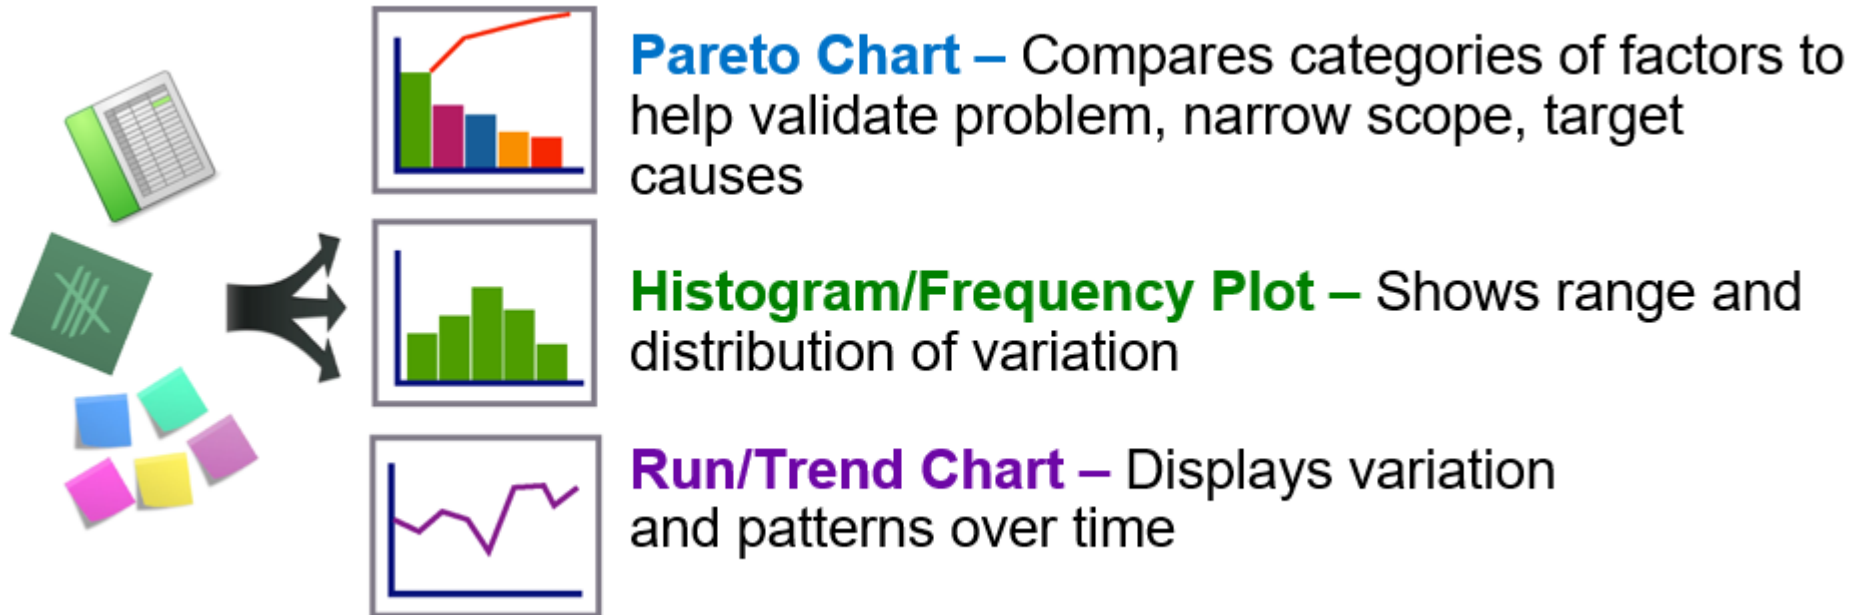 Pareto Chart – Compares categories of factors to
help validate problem, narrow scope, target
causes
Histogram/Frequency Plot – Shows range and
distribution of variation
Run/Trend Chart – Displays variation
and patterns over time